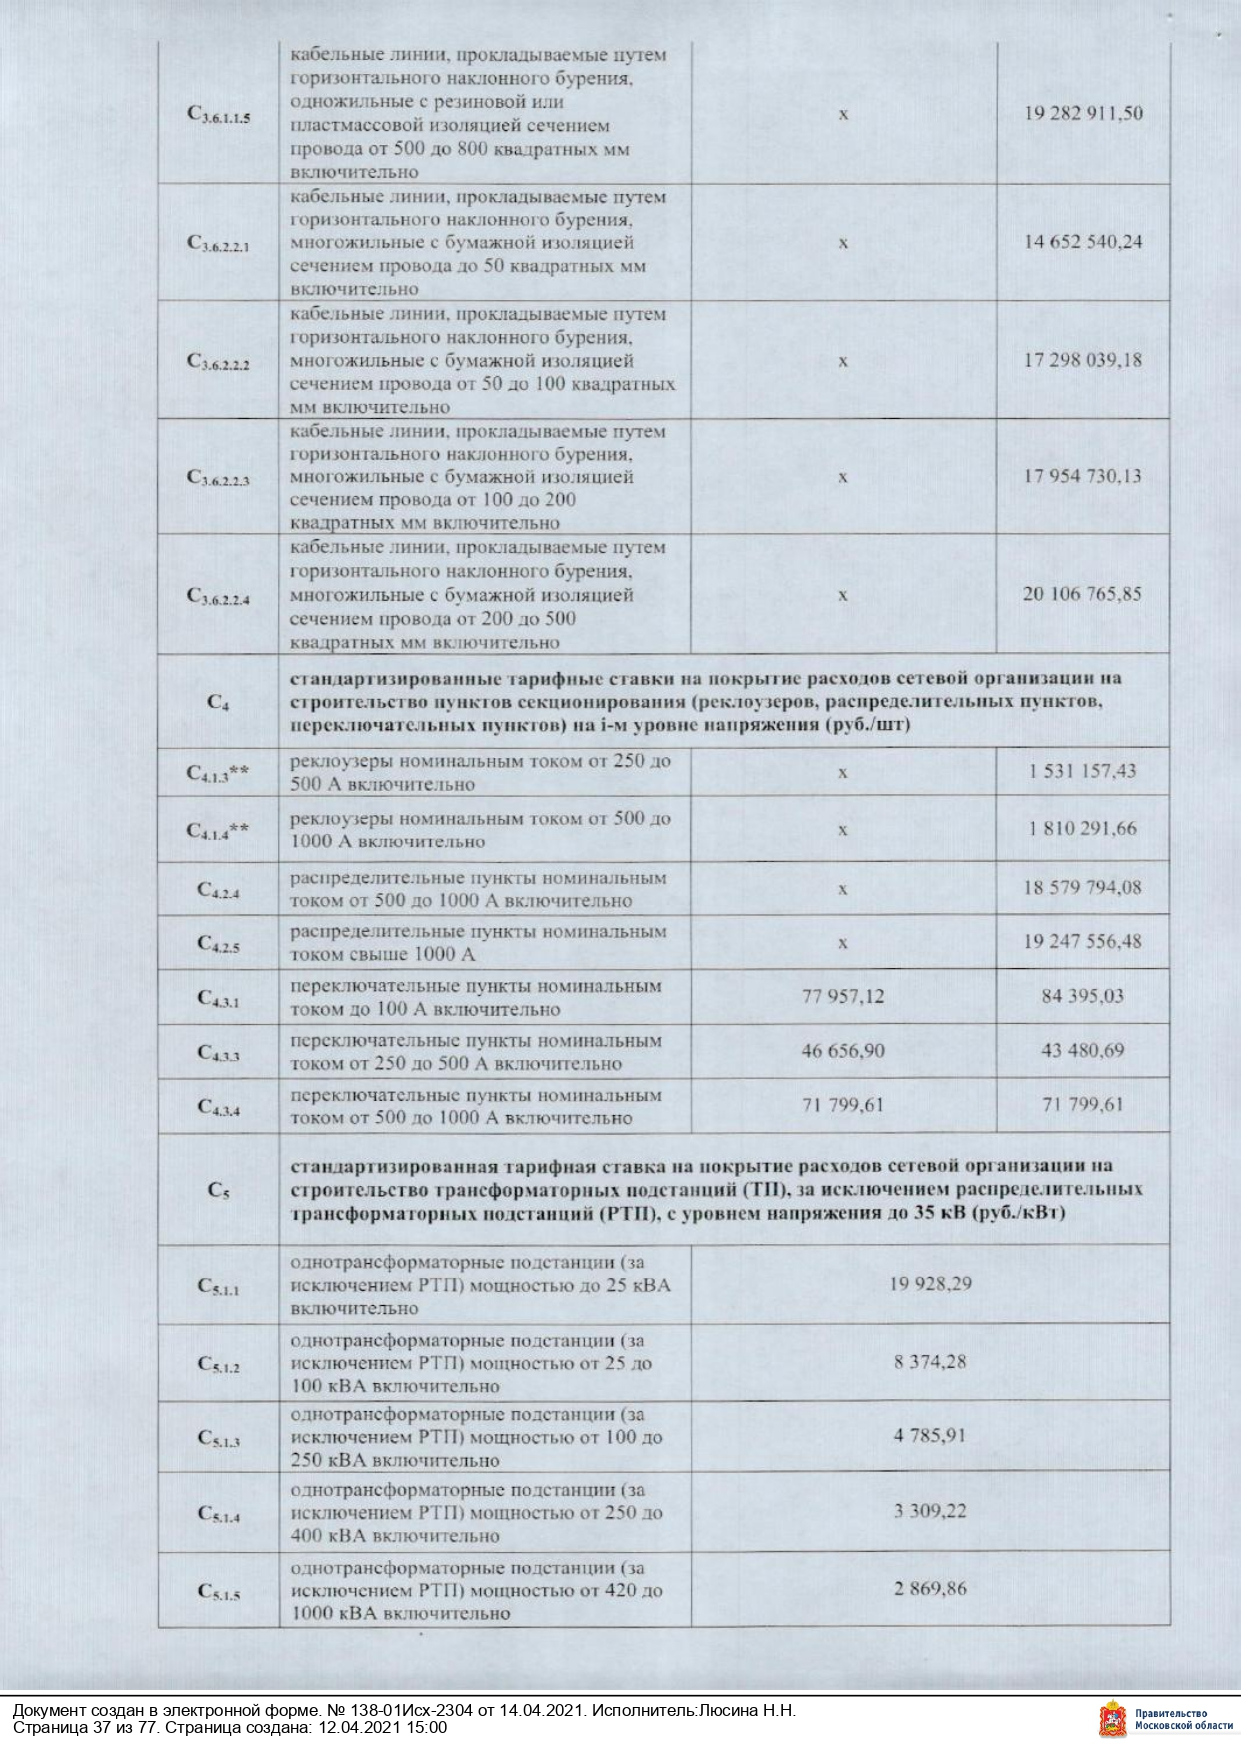 кабельные линии, прокладываемые путем
горизонтального наклонного бурения,
одножильные с резиновой или
пластмассовой изоляцией сечением
провода от 500 до 800 квадратных мм
включительно
C3.6.1.1.5
х
19 282 911,50
кабельные линии, прокладываемые путем
горизонтального наклонного бурения,
многожильные с бумажной изоляцией
сечением провода до 50 квадратных мм
включительно
C3.6.2.2.1
х
14 652 540,24
кабельные линии, прокладываемые путем
горизонтального наклонного бурения,
многожильные с бумажной изоляцией
сечением провода от 50 до 100 квадратных
мм включительно
C3.6.2.2.2
х
17 298 039,18
кабельные линии, прокладываемые путем
горизонтального наклонного бурения,
многожильные с бумажной изоляцией
сечением провода от 100 до 200
квадратных мм включительно
C3.6.2.2.3
х
17 954 730,13
кабельные линии, прокладываемые путем
горизонтального наклонного бурения,
многожильные с бумажной изоляцией
сечением провода от 200 до 500
квадратных мм включительно
C3.6.2.2.4
х
20 106 765,85
C4
стандартизированные тарифные ставки на покрытие расходов сетевой организации на
строительство пунктов секционирования (реклоузеров, распределительных пунктов,
переключательных пунктов) на i-м уровне напряжения (руб./шт)
C4.1.3**
реклоузеры номинальным током от 250 до
500 А включительно
х
1 531 157,43
C4.1.4**
реклоузеры номинальным током от 500 до
1000 А включительно
х
1 810 291,66
C4.2.4
распределительные пункты номинальным
током от 500 до 1000 А включительно
х
18 579 794,08
C4.2.5
распределительные пункты номинальным
током свыше 1000 А
х
19 247 556,48
C4.3.1
переключательные пункты номинальным
током до 100 А включительно
77 957,12
84 395,03
C4.3.3
переключательные пункты номинальным
током от 250 до 500 А включительно
46 656,90
43 480,69
C4.3.4
переключательные пункты номинальным
током от 500 до 1000 А включительно
71 799,61
71 799,61
C5
стандартизированная тарифная ставка на покрытие расходов сетевой организации на
строительство трансформаторных подстанций (ТП), за исключением распределительных
трансформаторных подстанций (РТП), с уровнем напряжения до 35 кВ (руб./кВт)
C5.1.1
однотрансформаторные подстанции (за
исключением РТП) мощностью до 25 кВА
включительно
19 928,29
C5.1.2
однотрансформаторные подстанции (за
исключением РТП) мощностью от 25 до
100 кВА включительно
8 374,28
C5.1.3
однотрансформаторные подстанции (за
исключением РТП) мощностью от 100 до
250 кВА включительно
4 785,91
C5.1.4
однотрансформаторные подстанции (за
исключением РТП) мощностью от 250 до
400 кВА включительно
3 309,22
C5.1.5
однотрансформаторные подстанции (за
исключением РТП) мощностью от 420 до
1000 кВА включительно
2 869,86
Документ создан в электронной форме. № 138-01Исх-2304 от 14.04.2021. Исполнитель:Люсина Н.Н.
Страница 37 из 77. Страница создана: 12.04.2021 15:00
Правительство
Московской области